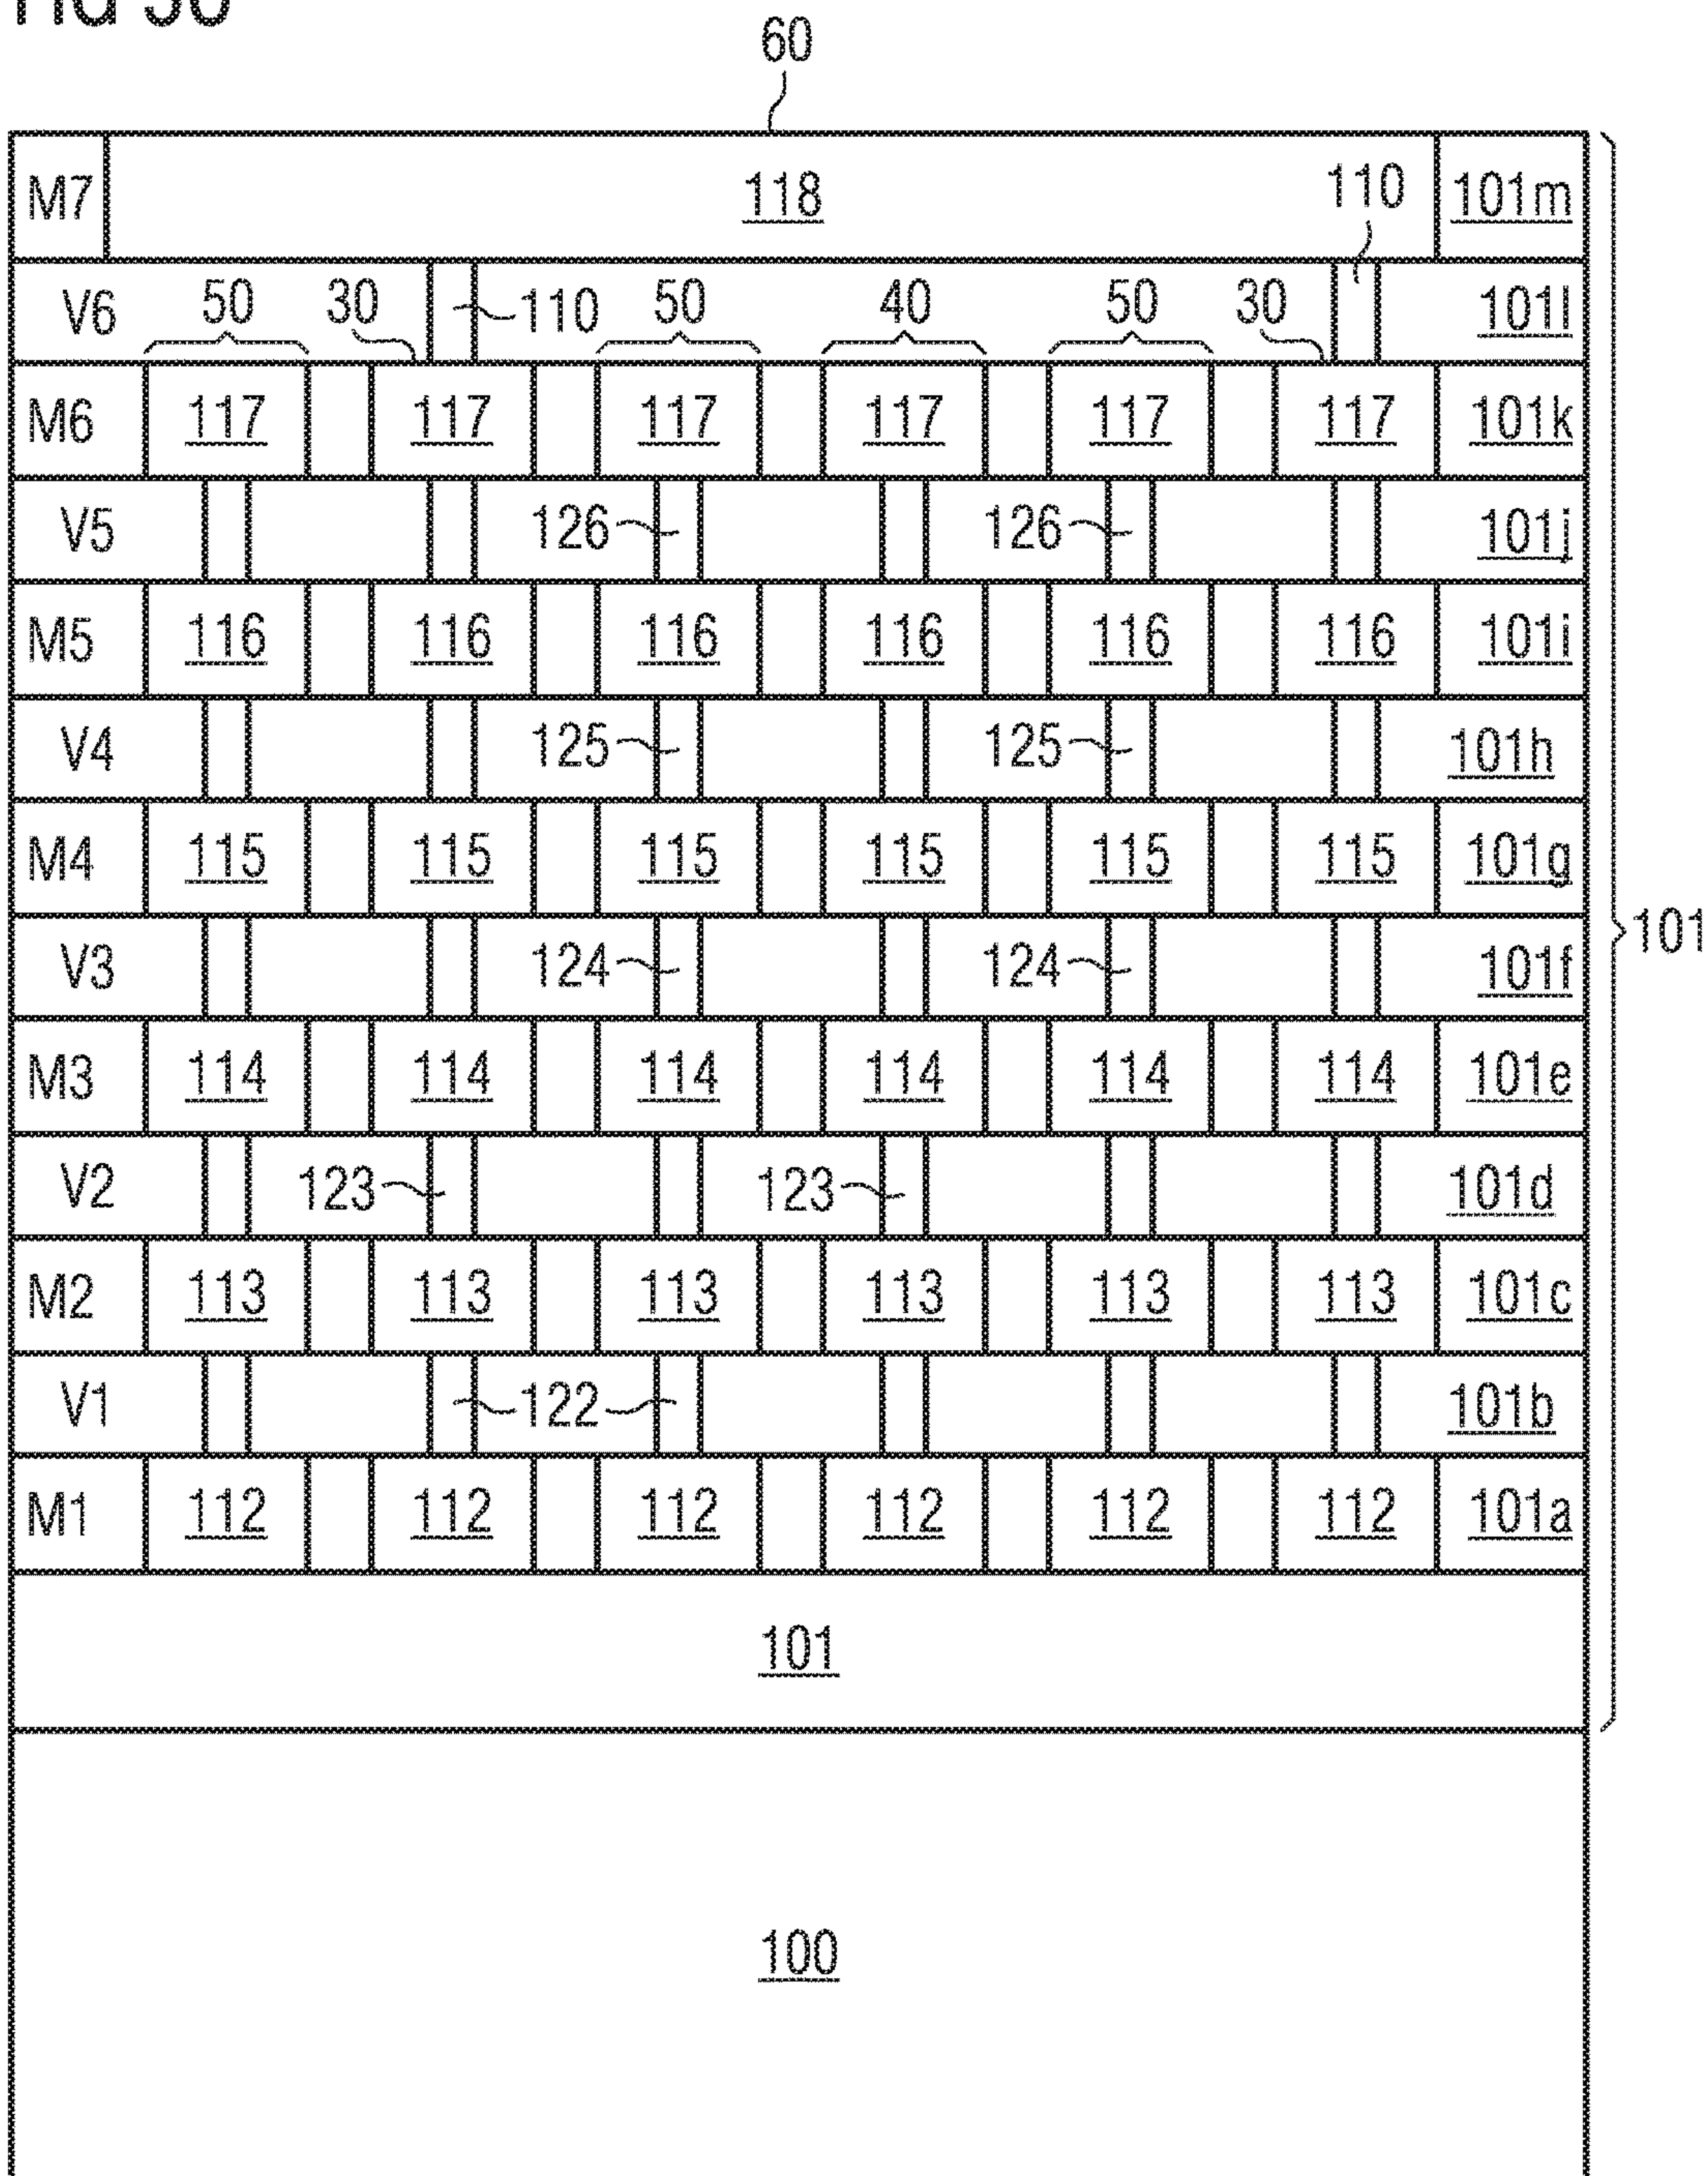 60
M7 118 110 101m
V6 50 30 110 50 40 50 30 101l
M6 117 117 117 117 117 117 101k
V5 126 126 101j
M5 116 116 116 116 116 116 101i
V4 125 125 101h
M4 115 115 115 115 115 115 101g
101
V3 124 124 101f
M3 114 114 114 114 114 114 101e
V2 123 123 101d
M2 113 113 113 113 113 113 101c
V1 122 101b
M1 112 112 112 112 112 112 101a
101
100